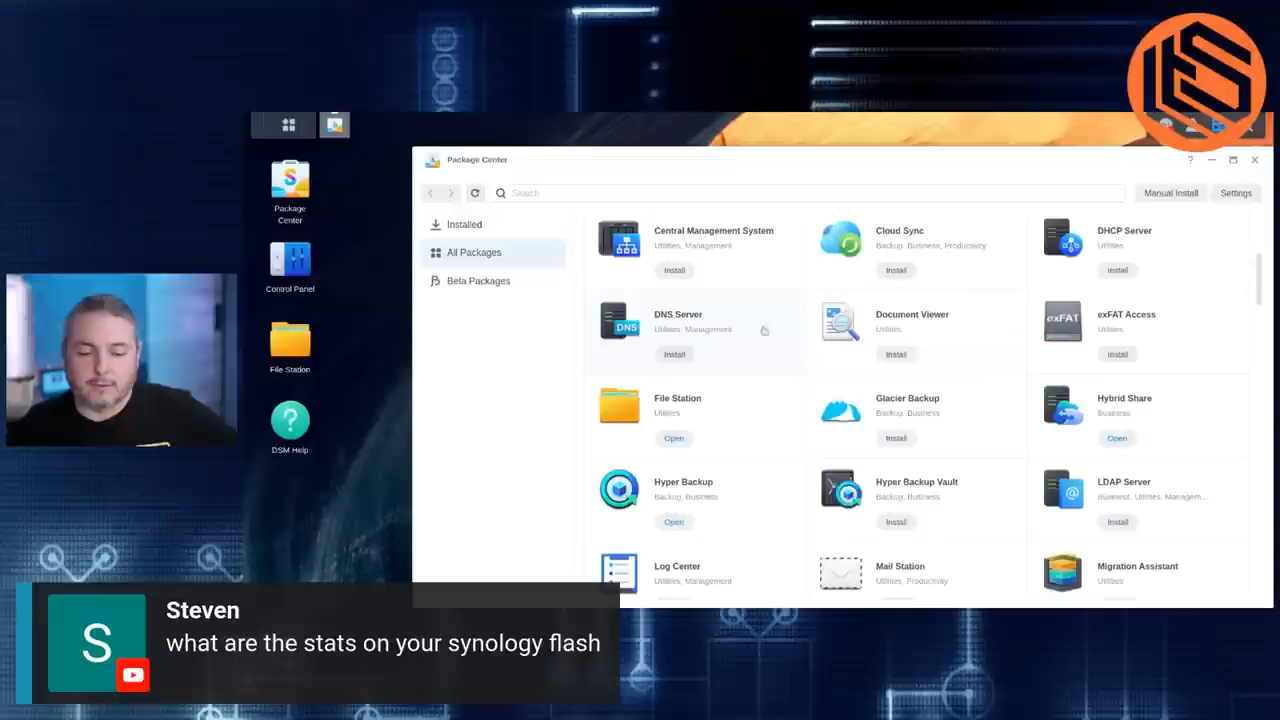 Package Center
Search
Manual Install
Settings
Installed
All Packages
Beta Packages
Package
Center
Control Panel
File Station
?
DSM Help
Central Management System
Utilities, Management
Install
Cloud Sync
Backup, Business, Productivity
Install
DHCP Server
Utilities
Install
DNS
DNS Server
Utilities, Management
Install
Document Viewer
Utilities
Install
exFAT
exFAT Access
Utilities
Install
File Station
Utilities
Open
Glacier Backup
Backup, Business
Install
Hybrid Share
Business
Open
Hyper Backup
Backup, Business
Open
Hyper Backup Vault
Backup, Business
Install
LDAP Server
Business, Utilities, Managem...
Install
Log Center
Utilities, Management
Mail Station
Utilities, Productivity
Migration Assistant
Utilities
S
Steven
what are the stats on your synology flash